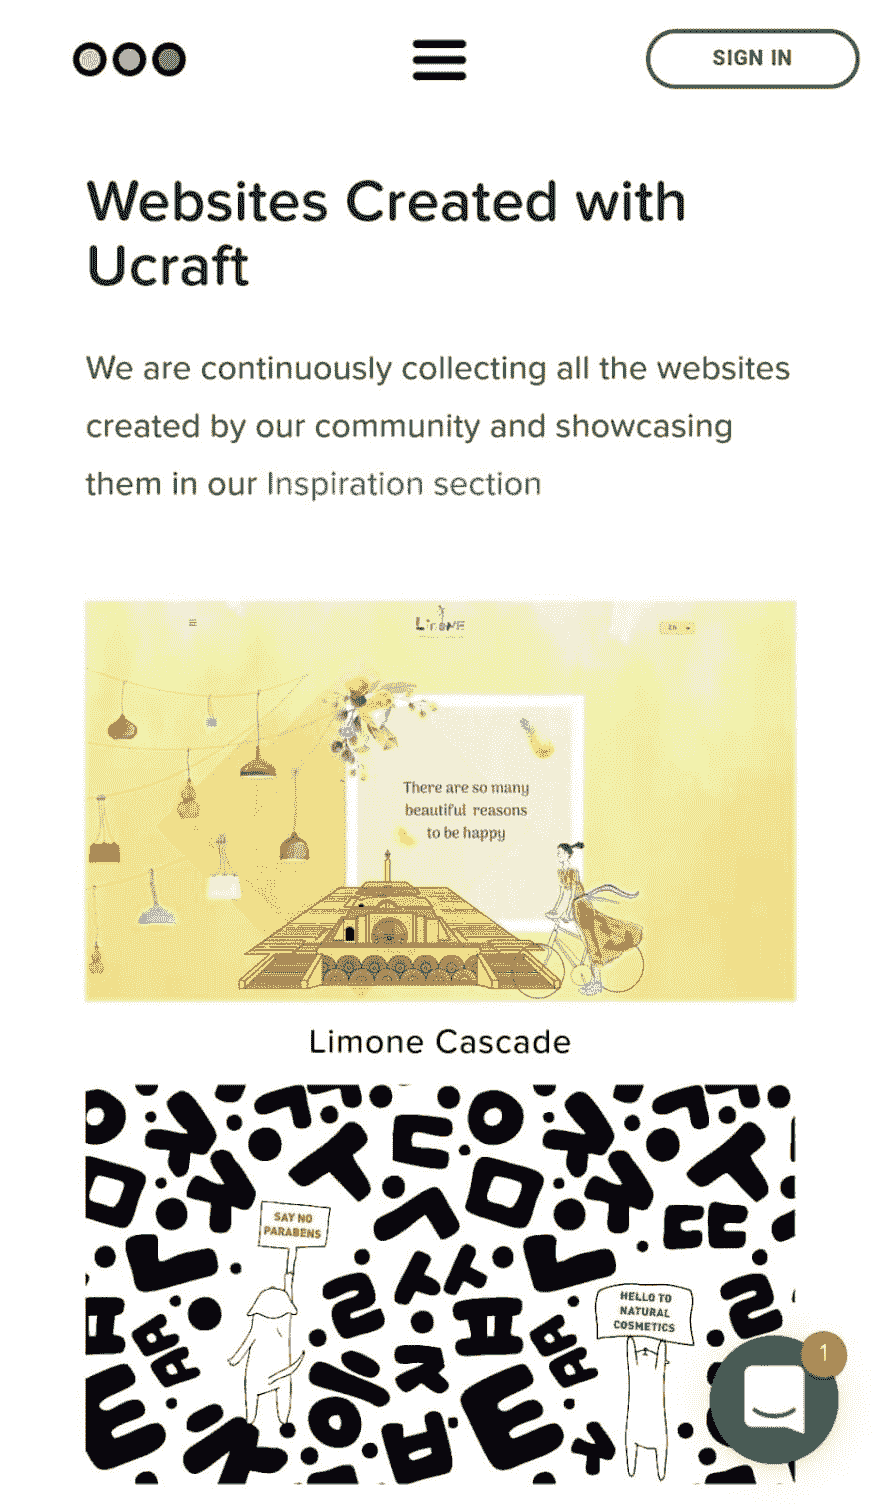 SIGN IN
Websites Created with
Ucraft
We are continuously collecting all the websites
created by our community and showcasing
them in our Inspiration section
EN
There are so many
beautiful reasons
to be happy
Limone Cascade
SAY NO
PARABENS
HELLO TO
NATURAL
COSMETICS
1